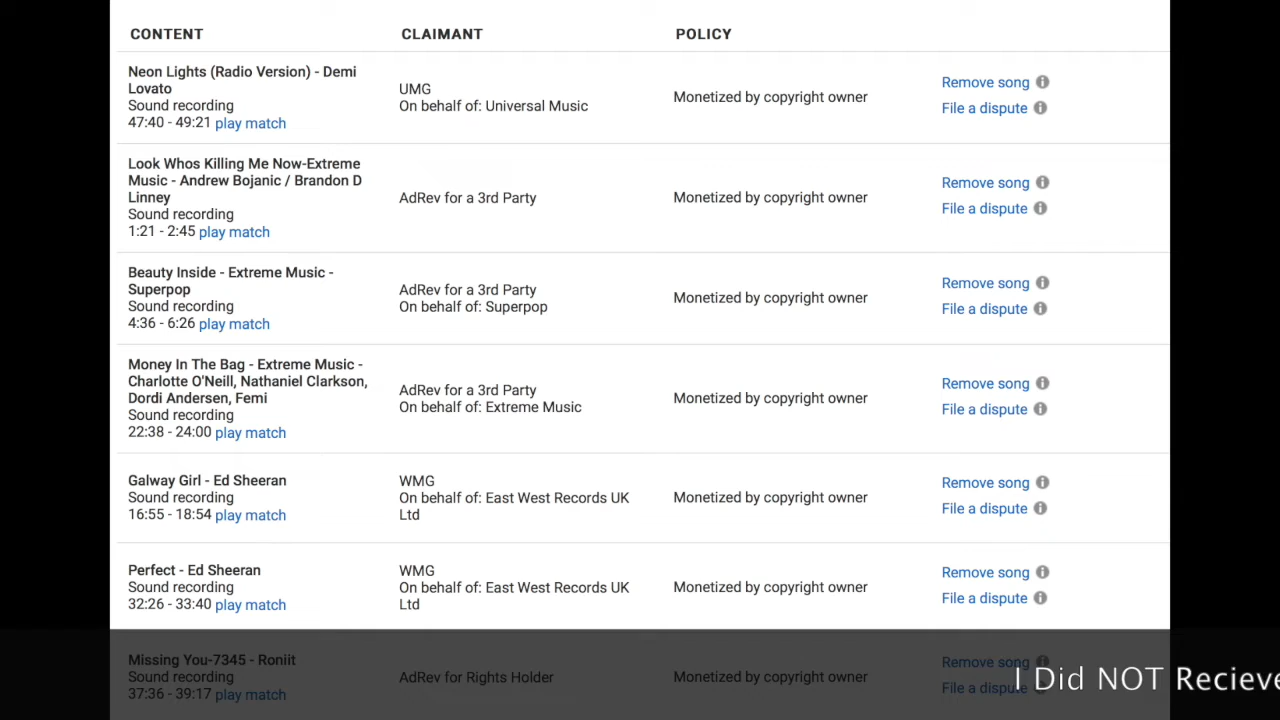 CONTENT CLAIMANT POLICY
Neon Lights (Radio Version) - Demi
Lovato
Sound recording
47:40 - 49:21 play match
UMG
On behalf of: Universal Music
Monetized by copyright owner
Remove song
File a dispute
Look Whos Killing Me Now-Extreme
Music - Andrew Bojanic / Brandon D
Linney
Sound recording
1:21 - 2:45 play match
AdRev for a 3rd Party
Monetized by copyright owner
Remove song
File a dispute
Beauty Inside - Extreme Music -
Superpop
Sound recording
4:36 - 6:26 play match
AdRev for a 3rd Party
On behalf of: Superpop
Monetized by copyright owner
Remove song
File a dispute
Money In The Bag - Extreme Music -
Charlotte O'Neill, Nathaniel Clarkson,
Dordi Andersen, Femi
Sound recording
22:38 - 24:00 play match
AdRev for a 3rd Party
On behalf of: Extreme Music
Monetized by copyright owner
Remove song
File a dispute
Galway Girl - Ed Sheeran
Sound recording
16:55 - 18:54 play match
WMG
On behalf of: East West Records UK
Ltd
Monetized by copyright owner
Remove song
File a dispute
Perfect - Ed Sheeran
Sound recording
32:26 - 33:40 play match
WMG
On behalf of: East West Records UK
Ltd
Monetized by copyright owner
Remove song
File a dispute
Missing You-7345 - Roniit
Sound recording
37:36 - 39:17 play match
AdRev for Rights Holder
Monetized by copyright owner
Remove song
File a dispute
I Did NOT Recieve